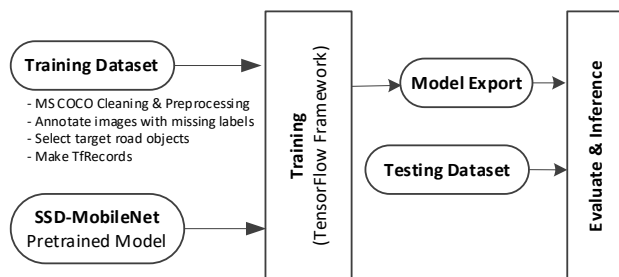 Training Dataset
- MS COCO Cleaning & Preprocessing
- Annotate images with missing labels
- Select target road objects
- Make TfRecords
SSD-MobileNet
Pretrained Model
Training
(TensorFlow Framework)
Model Export
Testing Dataset
Evaluate & Inference